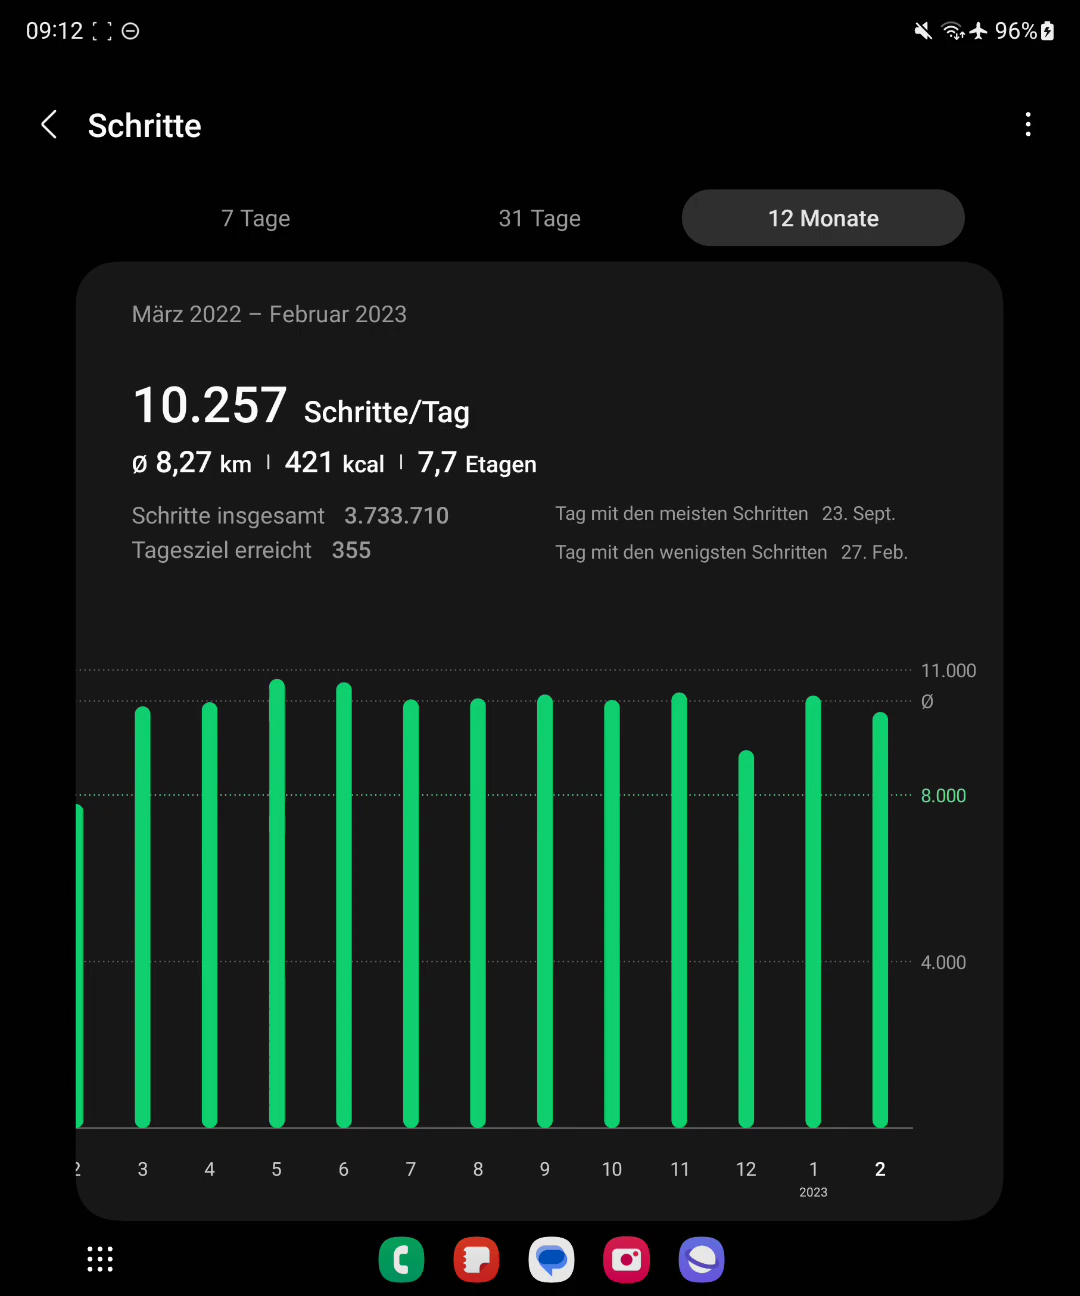 09:12
96%
Schritte
7 Tage 31 Tage 12 Monate
März 2022 – Februar 2023
10.257 Schritte/Tag
Ø 8,27 km | 421 kcal | 7,7 Etagen
Schritte insgesamt 3.733.710
Tagesziel erreicht 355
Tag mit den meisten Schritten 23. Sept.
Tag mit den wenigsten Schritten 27. Feb.
11.000
Ø
8.000
4.000
2 3 4 5 6 7 8 9 10 11 12 1 2
2023